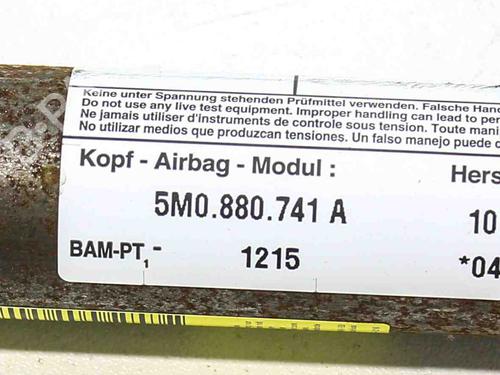 Keine unter Spannung stehenden Prüfmittel verwenden. Falsche Hand
Do not use any live test equipment. Improper handling can lead to per
Ne jamais utiliser d'instruments de controle sous tension. Toute mani
No utilizar medios que produzcan tensiones. Un falso manejo puede c
Kopf - Airbag - Modul : Hers
5M0.880.741 A 10
BAM-PT1- 1215 *04